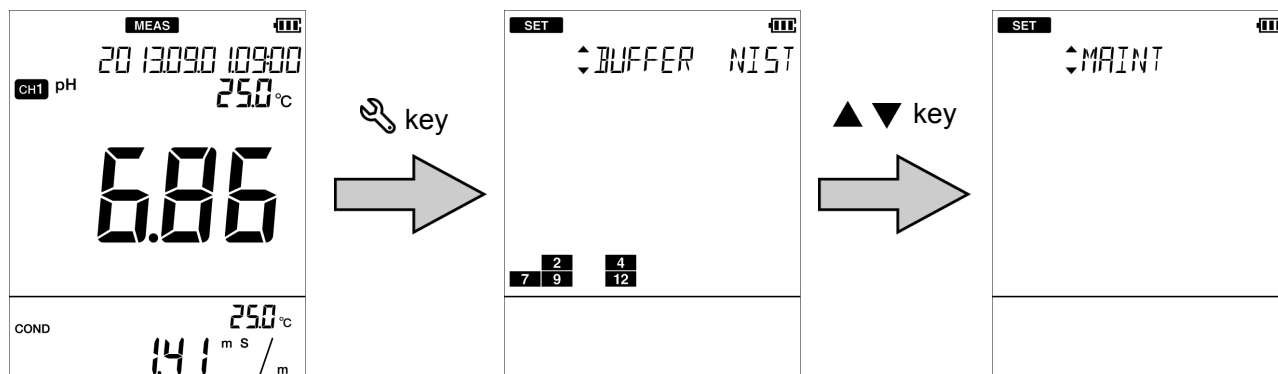 MEAS
2013.09.01.09:00
CH1 pH
25.0 °C
6.86
COND
25.0 °C
1.41 m S / m
key
SET
BUFFER NIST
2 4
7 9 12
key
SET
MAINT